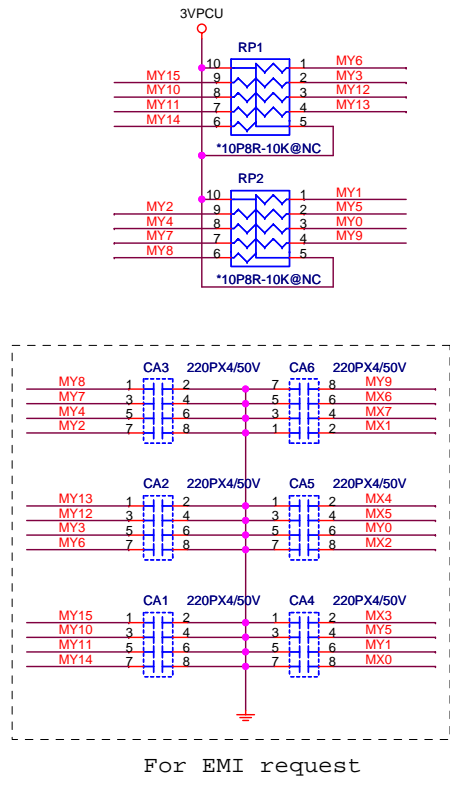 3VPCU
RP1
10 1 MY6
MY15 9 2 MY3
MY10 8 3 MY12
MY11 7 4 MY13
MY14 6 5
*10P8R-10K@NC
RP2
10 1 MY1
MY2 9 2 MY5
MY4 8 3 MY0
MY7 7 4 MY9
MY8 6 5
*10P8R-10K@NC
CA3 220PX4/50V CA6 220PX4/50V
MY8 1 2 7 8 MY9
MY7 3 4 5 6 MX6
MY4 5 6 3 4 MX7
MY2 7 8 1 2 MX1
CA2 220PX4/50V CA5 220PX4/50V
MY13 1 2 1 2 MX4
MY12 3 4 3 4 MX5
MY3 5 6 5 6 MY0
MY6 7 8 7 8 MX2
CA1 220PX4/50V CA4 220PX4/50V
MY15 1 2 1 2 MX3
MY10 3 4 3 4 MY5
MY11 5 6 5 6 MY1
MY14 7 8 7 8 MX0
For EMI request